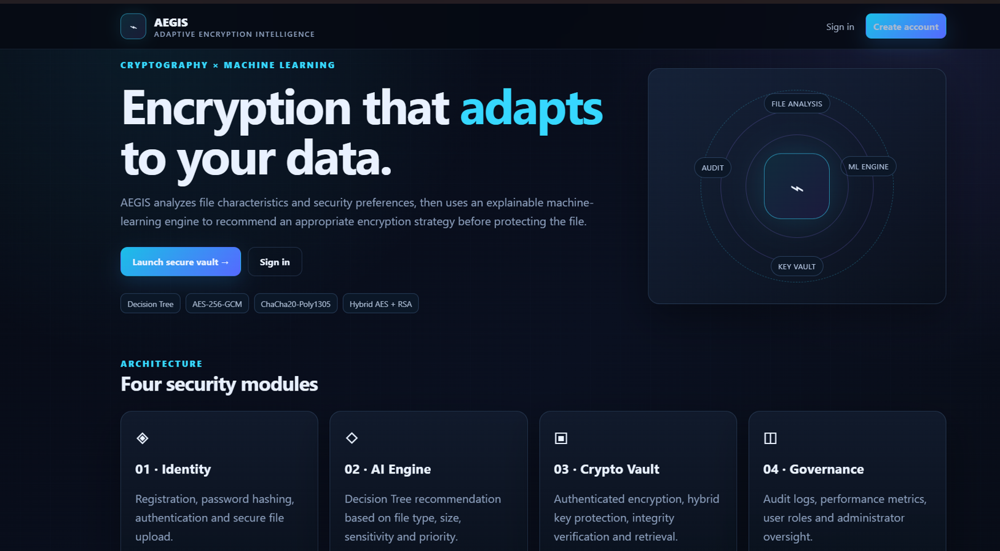 AEGIS
ADAPTIVE ENCRYPTION INTELLIGENCE
Sign in
Create account
CRYPTOGRAPHY × MACHINE LEARNING
Encryption that adapts
to your data.
AEGIS analyzes file characteristics and security preferences, then uses an explainable machine-
learning engine to recommend an appropriate encryption strategy before protecting the file.
Launch secure vault →
Sign in
Decision Tree
AES-256-GCM
ChaCha20-Poly1305
Hybrid AES + RSA
FILE ANALYSIS
AUDIT
ML ENGINE
KEY VAULT
ARCHITECTURE
Four security modules
01 · Identity
Registration, password hashing,
authentication and secure file
upload.
02 · AI Engine
Decision Tree recommendation
based on file type, size,
sensitivity and priority.
03 · Crypto Vault
Authenticated encryption, hybrid
key protection, integrity
verification and retrieval.
04 · Governance
Audit logs, performance metrics,
user roles and administrator
oversight.